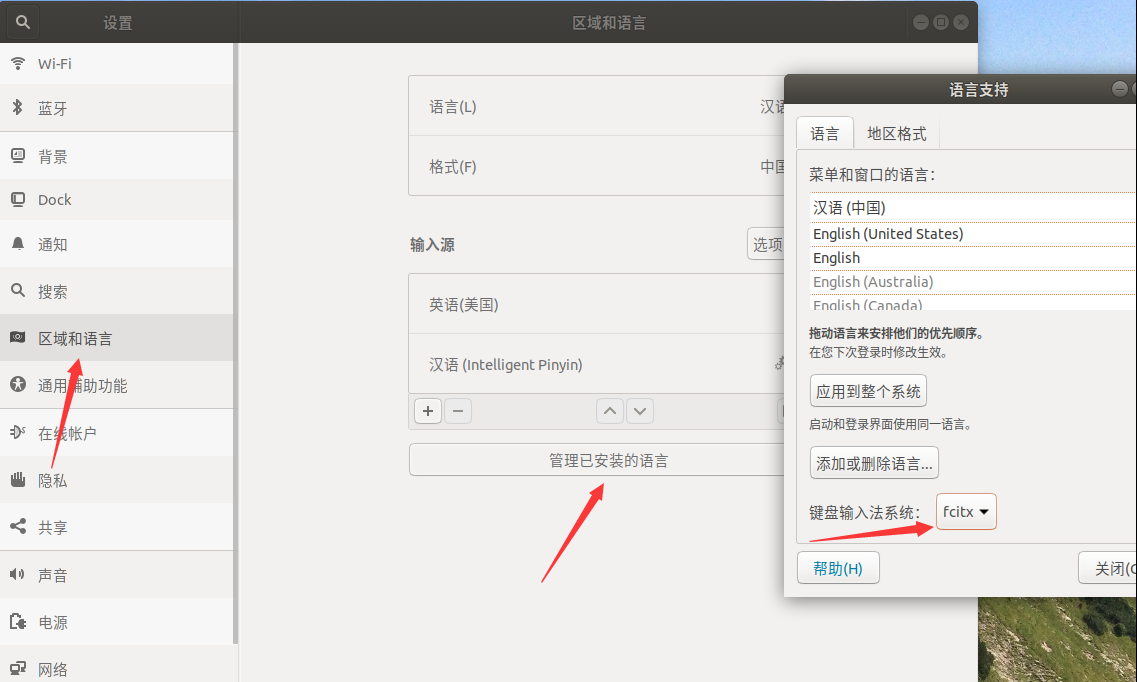 设置
区域和语言
Wi-Fi
蓝牙
背景
Dock
通知
搜索
区域和语言
通用辅助功能
在线帐户
隐私
共享
声音
电源
网络
语言(L)
汉语
格式(F)
中国
输入源
选项
英语(美国)
汉语 (Intelligent Pinyin)
管理已安装的语言
语言支持
语言
地区格式
菜单和窗口的语言：
汉语 (中国)
English (United States)
English
English (Australia)
English (Canada)
拖动语言来安排他们的优先顺序。
在您下次登录时修改生效。
应用到整个系统
启动和登录界面使用同一语言。
添加或删除语言...
键盘输入法系统：
fcitx
帮助(H)
关闭(C